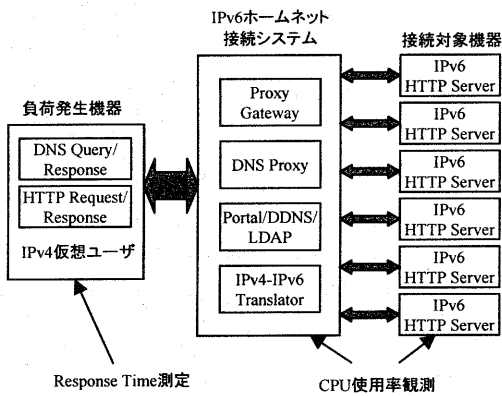 IPv6ホームネット
接続システム
接続対象機器
負荷発生機器
DNS Query/
Response
HTTP Request/
Response
IPv4仮想ユーザ
Proxy
Gateway
DNS Proxy
Portal/DDNS/
LDAP
IPv4-IPv6
Translator
IPv6
HTTP Server
IPv6
HTTP Server
IPv6
HTTP Server
IPv6
HTTP Server
IPv6
HTTP Server
IPv6
HTTP Server
Response Time測定
CPU使用率観測